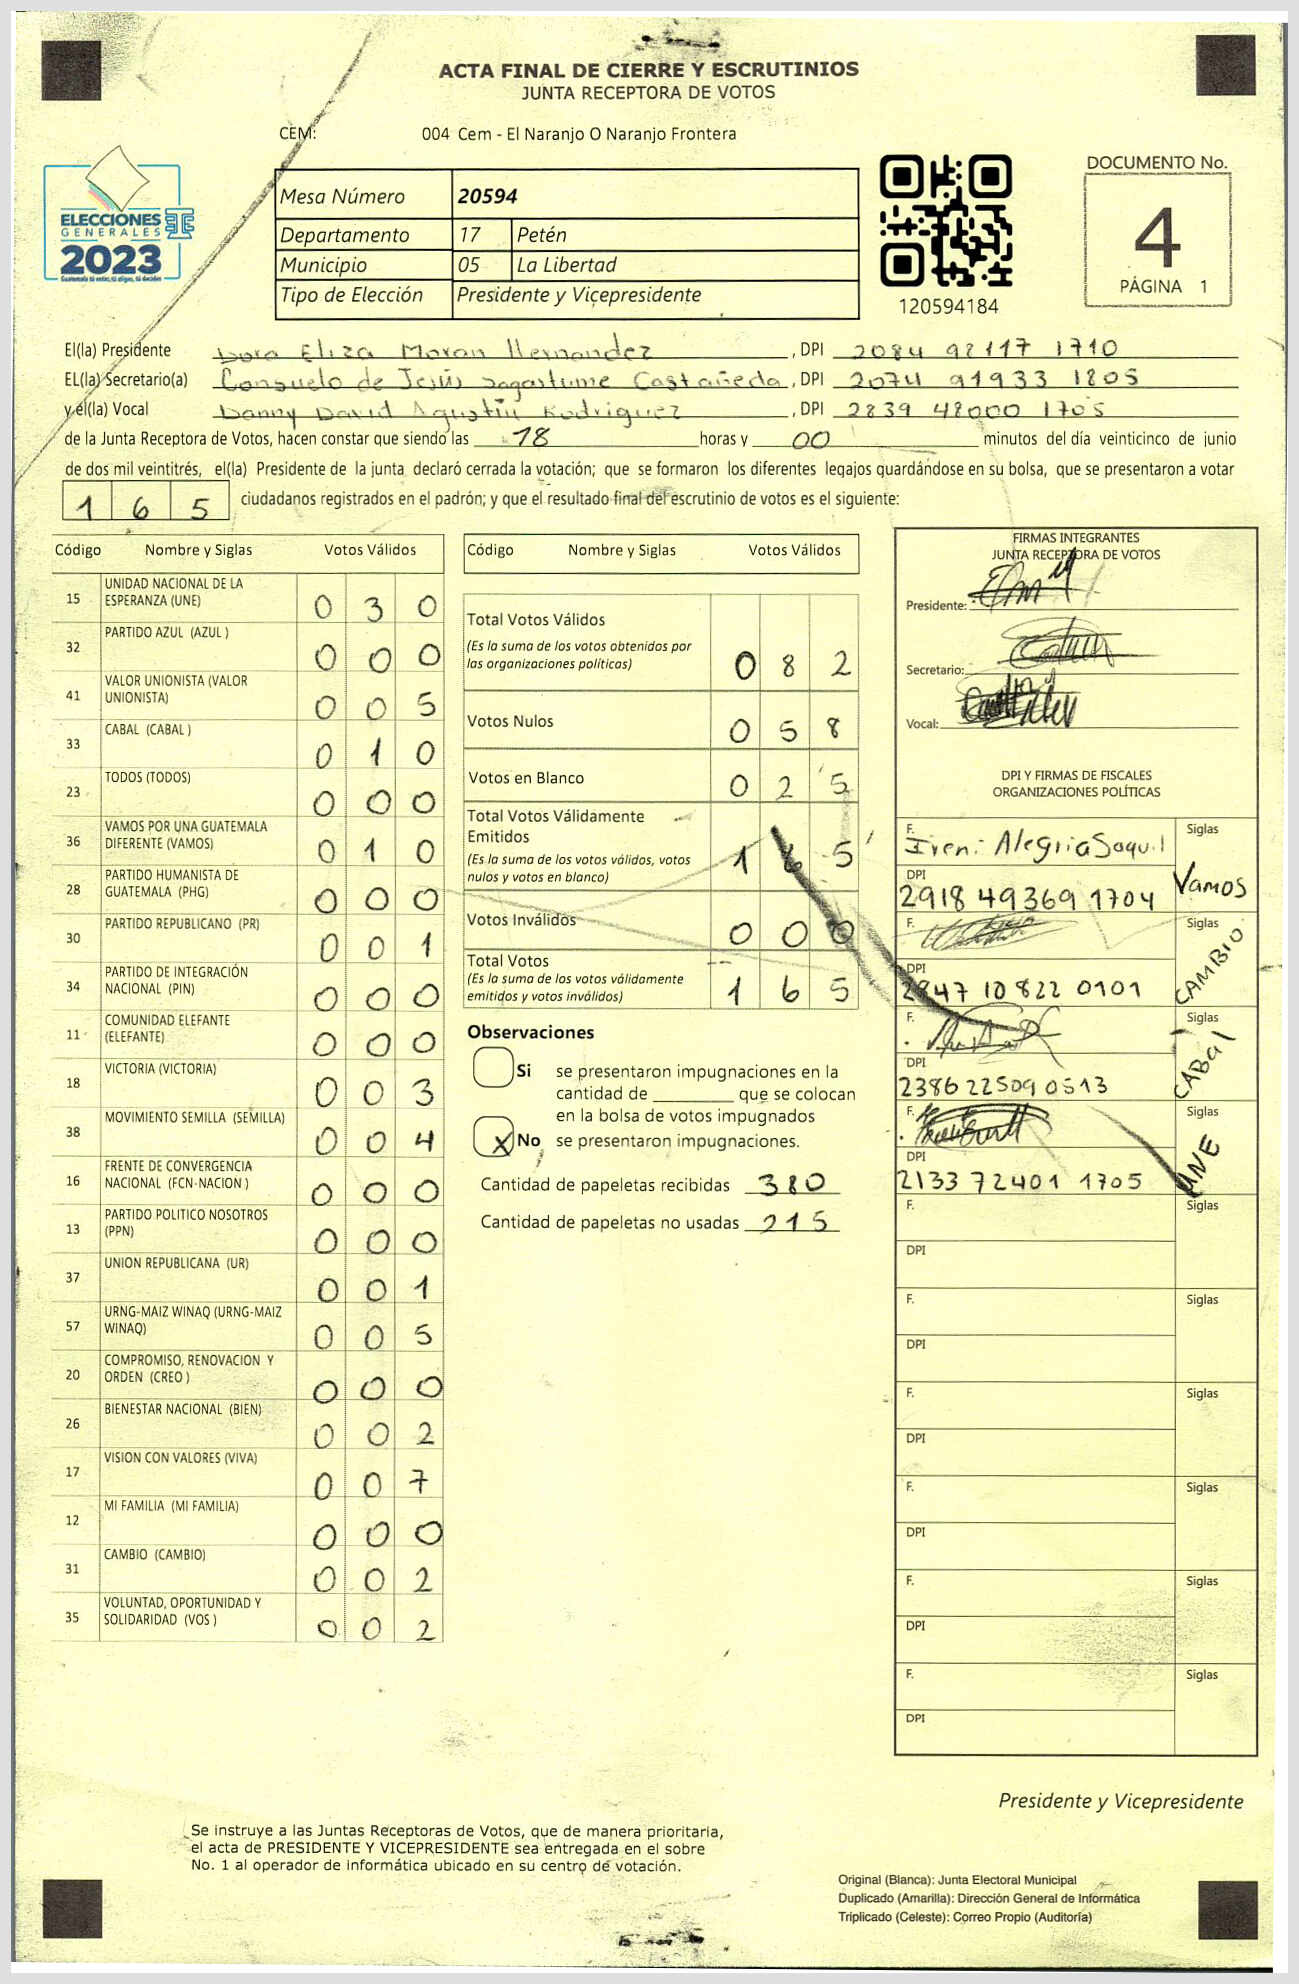 ACTA FINAL DE CIERRE Y ESCRUTINIOS
JUNTA RECEPTORA DE VOTOS
CEM: 004 Cem - El Naranjo O Naranjo Frontera
ELECCIONES
GENERALES
2023
Guatemala tú votas, tú eliges, tú decides
Mesa Número 20594
Departamento 17 Petén
Municipio 05 La Libertad
Tipo de Elección Presidente y Vicepresidente
120594184
DOCUMENTO No.
4
PÁGINA 1
El(la) Presidente Dora Eliza Moran Hernandez, DPI 2084 92117 1710
EL(la) Secretario(a) Consuelo de Jesús Sagastume Castañeda, DPI 2074 91933 1805
y el(la) Vocal Danny David Agustin Rodriguez, DPI 2839 48000 1705
de la Junta Receptora de Votos, hacen constar que siendo las 18 horas y 00 minutos del día veinticinco de junio
de dos mil veintitrés, el(la) Presidente de la junta declaró cerrada la votación; que se formaron los diferentes legajos guardándose en su bolsa, que se presentaron a votar
1 6 5 ciudadanos registrados en el padrón; y que el resultado final del escrutinio de votos es el siguiente:
Código Nombre y Siglas Votos Válidos
15 UNIDAD NACIONAL DE LA
ESPERANZA (UNE) 0 3 0
32 PARTIDO AZUL (AZUL ) 0 0 0
41 VALOR UNIONISTA (VALOR
UNIONISTA) 0 0 5
33 CABAL (CABAL ) 0 1 0
23 TODOS (TODOS) 0 0 0
36 VAMOS POR UNA GUATEMALA
DIFERENTE (VAMOS) 0 1 0
28 PARTIDO HUMANISTA DE
GUATEMALA (PHG) 0 0 0
30 PARTIDO REPUBLICANO (PR) 0 0 1
34 PARTIDO DE INTEGRACIÓN
NACIONAL (PIN) 0 0 0
11 COMUNIDAD ELEFANTE
(ELEFANTE) 0 0 0
18 VICTORIA (VICTORIA) 0 0 3
38 MOVIMIENTO SEMILLA (SEMILLA) 0 0 4
16 FRENTE DE CONVERGENCIA
NACIONAL (FCN-NACION ) 0 0 0
13 PARTIDO POLITICO NOSOTROS
(PPN) 0 0 0
37 UNION REPUBLICANA (UR) 0 0 1
57 URNG-MAIZ WINAQ (URNG-MAIZ
WINAQ) 0 0 5
20 COMPROMISO, RENOVACION Y
ORDEN (CREO ) 0 0 0
26 BIENESTAR NACIONAL (BIEN) 0 0 2
17 VISION CON VALORES (VIVA) 0 0 7
12 MI FAMILIA (MI FAMILIA) 0 0 0
31 CAMBIO (CAMBIO) 0 0 2
35 VOLUNTAD, OPORTUNIDAD Y
SOLIDARIDAD (VOS ) 0 0 2
Código Nombre y Siglas Votos Válidos
Total Votos Válidos
(Es la suma de los votos obtenidos por
las organizaciones políticas) 0 8 2
Votos Nulos 0 5 8
Votos en Blanco 0 2 5
Total Votos Válidamente
Emitidos
(Es la suma de los votos válidos, votos
nulos y votos en blanco) 1 6 5
Votos Inválidos 0 0 0
Total Votos
(Es la suma de los votos válidamente
emitidos y votos inválidos) 1 6 5
Observaciones
Si se presentaron impugnaciones en la
cantidad de ________ que se colocan
en la bolsa de votos impugnados
X No se presentaron impugnaciones.
Cantidad de papeletas recibidas 380
Cantidad de papeletas no usadas 215
FIRMAS INTEGRANTES
JUNTA RECEPTORA DE VOTOS
Presidente:
Secretario:
Vocal:
DPI Y FIRMAS DE FISCALES
ORGANIZACIONES POLÍTICAS
F. Siglas
Ireni Alegria Saquil
DPI Vamos
2918 49369 1704
F. Siglas
DPI CAMBIO
2947 10822 0101
F. Siglas
DPI CABAL
2386 22509 0513
F. Siglas
DPI UNE
2133 72401 1705
F. Siglas
DPI
F. Siglas
DPI
F. Siglas
DPI
F. Siglas
DPI
F. Siglas
DPI
F. Siglas
DPI
Presidente y Vicepresidente
Se instruye a las Juntas Receptoras de Votos, que de manera prioritaria,
el acta de PRESIDENTE Y VICEPRESIDENTE sea entregada en el sobre
No. 1 al operador de informática ubicado en su centro de votación.
Original (Blanca): Junta Electoral Municipal
Duplicado (Amarilla): Dirección General de Informática
Triplicado (Celeste): Correo Propio (Auditoría)